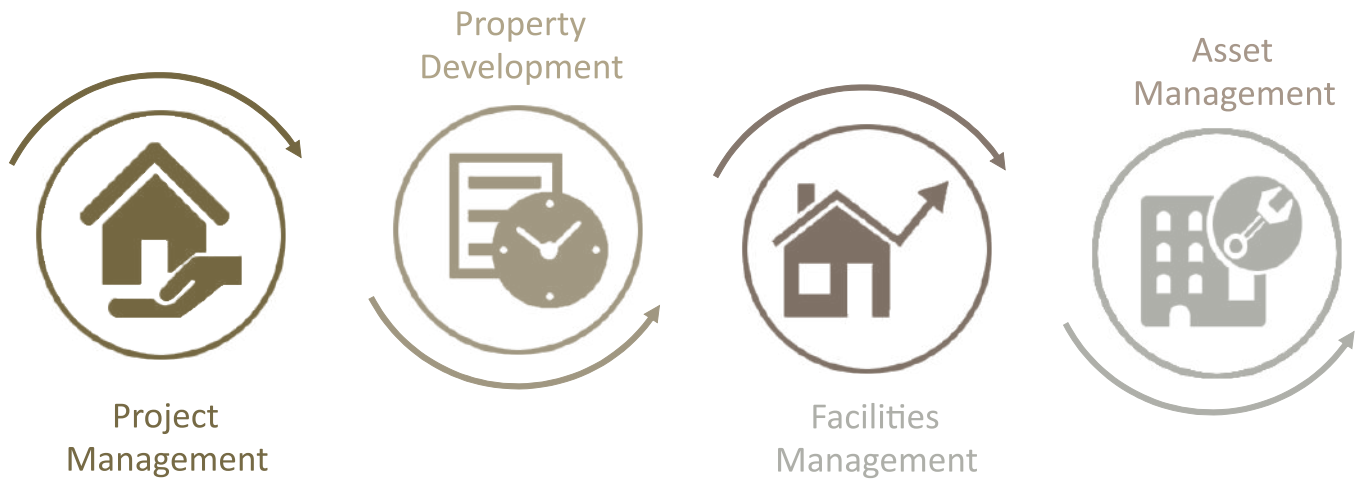 Property
Development
Asset
Management
Project
Management
Facilities
Management